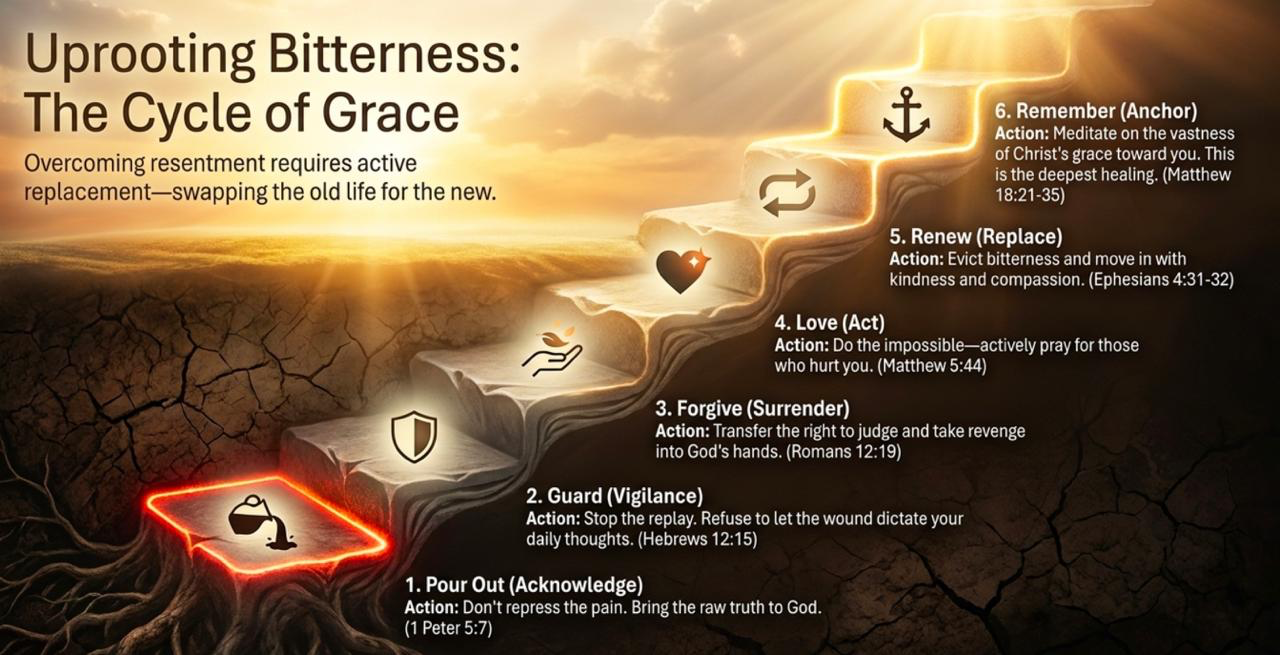 Uprooting Bitterness:
The Cycle of Grace
Overcoming resentment requires active
replacement—swapping the old life for the new.
6. Remember (Anchor)
Action: Meditate on the vastness
of Christ's grace toward you. This
is the deepest healing. (Matthew
18:21-35)
5. Renew (Replace)
Action: Evict bitterness and move in with
kindness and compassion. (Ephesians 4:31-32)
4. Love (Act)
Action: Do the impossible—actively pray for those
who hurt you. (Matthew 5:44)
3. Forgive (Surrender)
Action: Transfer the right to judge and take revenge
into God's hands. (Romans 12:19)
2. Guard (Vigilance)
Action: Stop the replay. Refuse to let the wound dictate your
daily thoughts. (Hebrews 12:15)
1. Pour Out (Acknowledge)
Action: Don't repress the pain. Bring the raw truth to God.
(1 Peter 5:7)